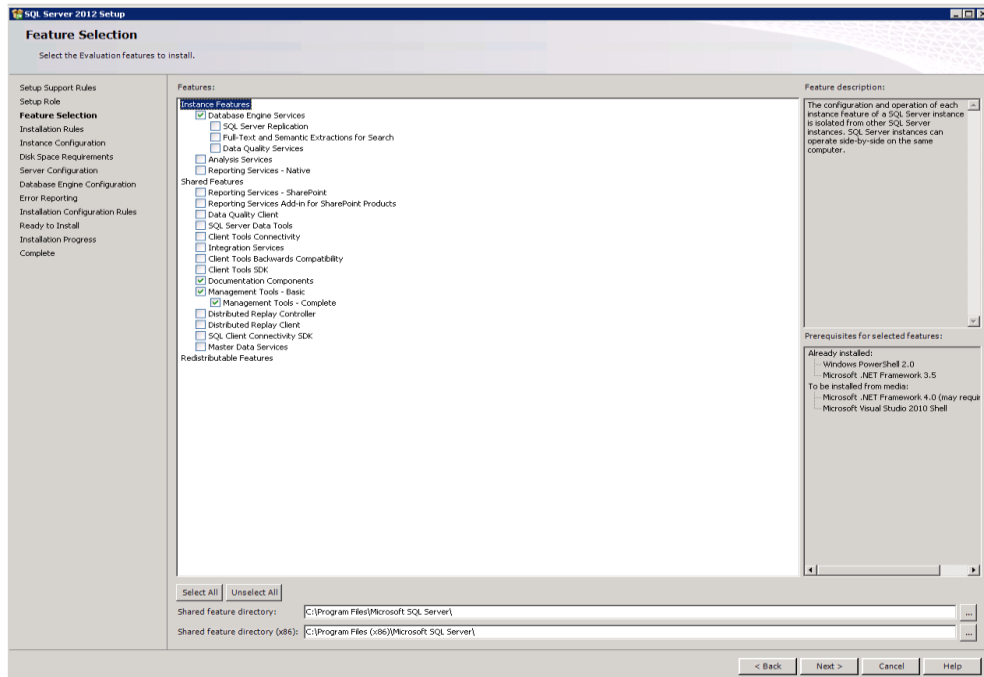 SQL Server 2012 Setup
Feature Selection
Select the Evaluation features to install.
Setup Support Rules
Setup Role
Feature Selection
Installation Rules
Instance Configuration
Disk Space Requirements
Server Configuration
Database Engine Configuration
Error Reporting
Installation Configuration Rules
Ready to Install
Installation Progress
Complete
Features:
Instance Features
Database Engine Services
SQL Server Replication
Full-Text and Semantic Extractions for Search
Data Quality Services
Analysis Services
Reporting Services - Native
Shared Features
Reporting Services - SharePoint
Reporting Services Add-in for SharePoint Products
Data Quality Client
SQL Server Data Tools
Client Tools Connectivity
Integration Services
Client Tools Backwards Compatibility
Client Tools SDK
Documentation Components
Management Tools - Basic
Management Tools - Complete
Distributed Replay Controller
Distributed Replay Client
SQL Client Connectivity SDK
Master Data Services
Redistributable Features
Feature description:
The configuration and operation of each
instance feature of a SQL Server instance
is isolated from other SQL Server
instances. SQL Server instances can
operate side-by-side on the same
computer.
Prerequisites for selected features:
Already installed:
Windows PowerShell 2.0
Microsoft .NET Framework 3.5
To be installed from media:
Microsoft .NET Framework 4.0 (may requir
Microsoft Visual Studio 2010 Shell
Select All
Unselect All
Shared feature directory:
C:\Program Files\Microsoft SQL Server\
...
Shared feature directory (x86):
C:\Program Files (x86)\Microsoft SQL Server\
...
< Back
Next >
Cancel
Help